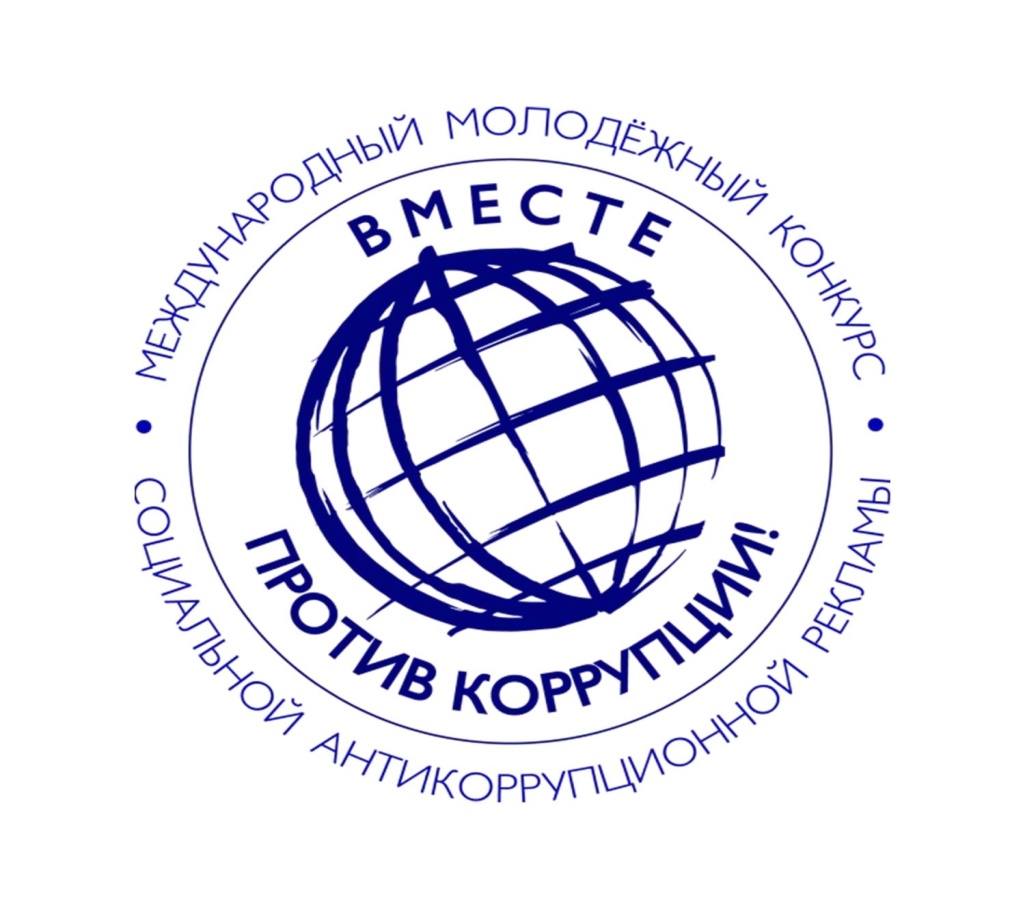 МЕЖДУНАРОДНЫЙ МОЛОДЁЖНЫЙ КОНКУРС
ВМЕСТЕ
ПРОТИВ КОРРУПЦИИ!
СОЦИАЛЬНОЙ АНТИКОРРУПЦИОННОЙ РЕКЛАМЫ